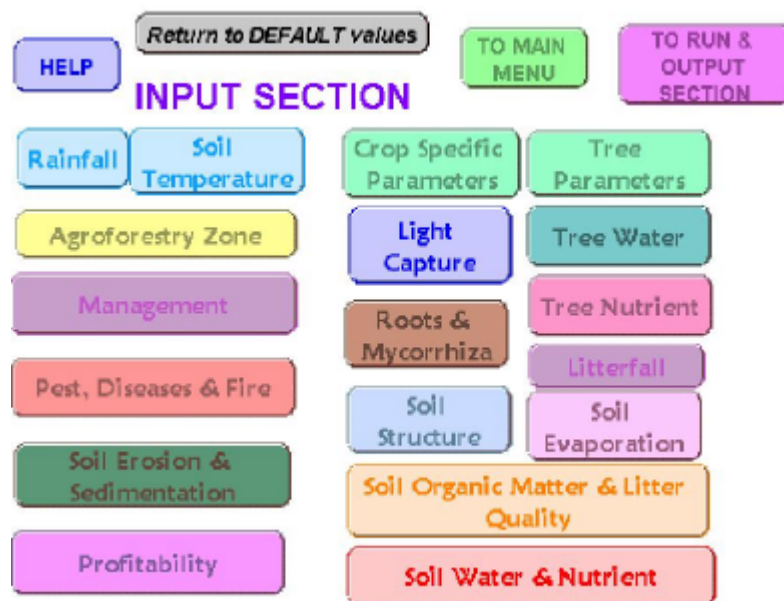 Return to DEFAULT values
HELP
INPUT SECTION
TO MAIN
MENU
TO RUN &
OUTPUT
SECTION
Rainfall
Soil
Temperature
Agroforestry Zone
Management
Pest, Diseases & Fire
Soil Erosion &
Sedimentation
Profitability
Crop Specific
Parameters
Light
Capture
Roots &
Mycorrhiza
Soil
Structure
Tree
Parameters
Tree Water
Tree Nutrient
Litterfall
Soil
Evaporation
Soil Organic Matter & Litter
Quality
Soil Water & Nutrient